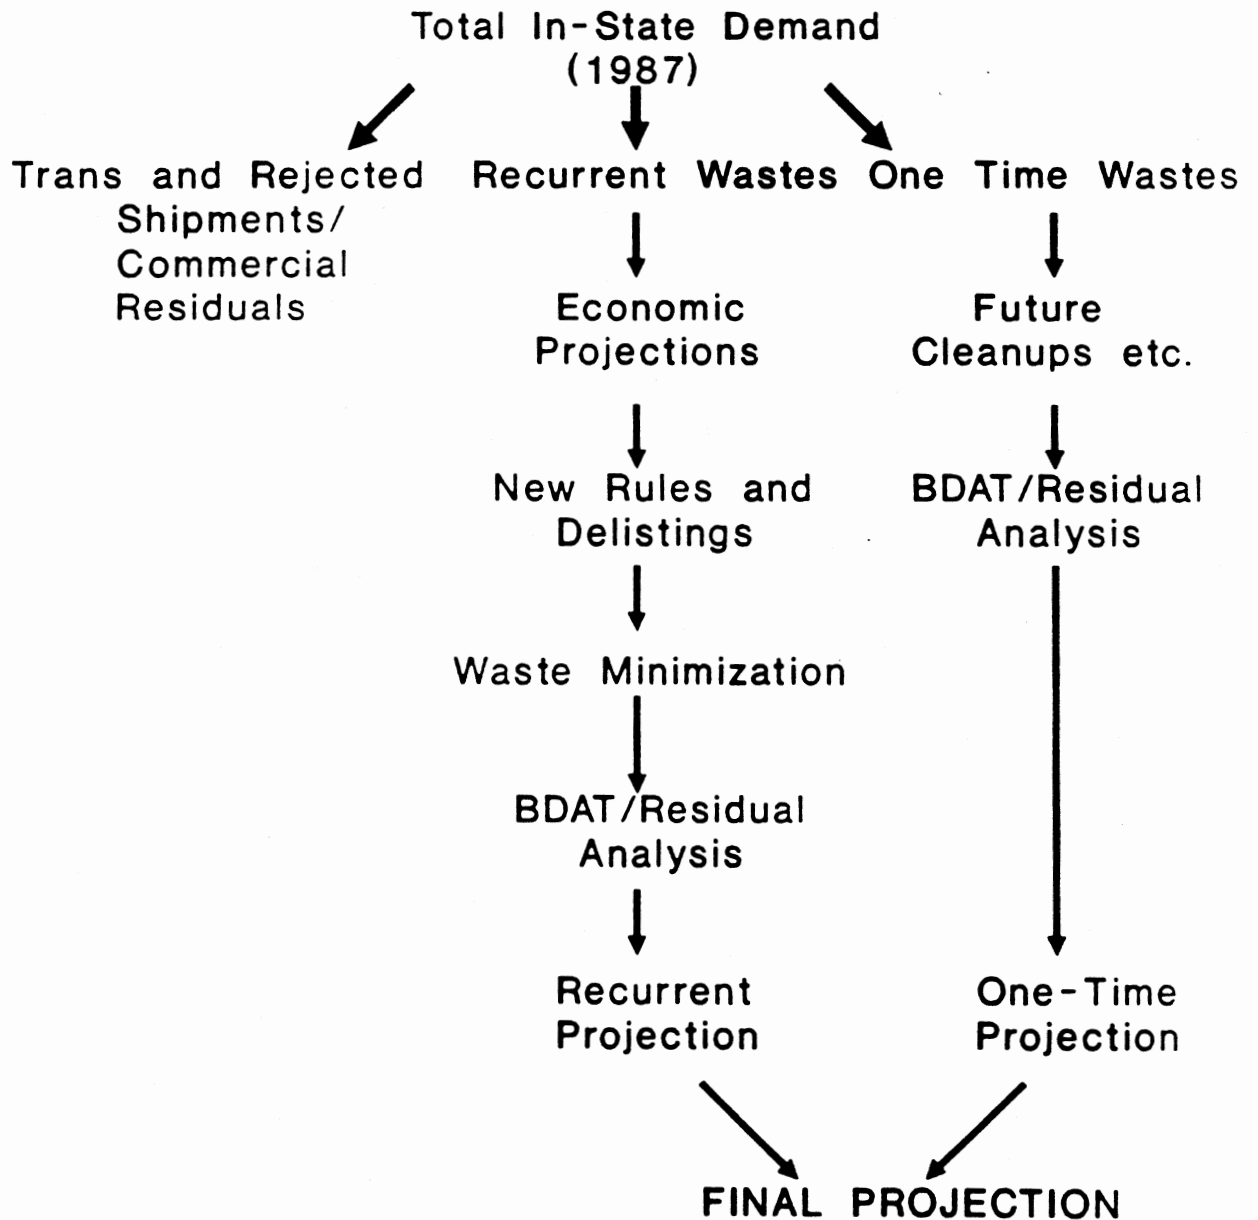 Total In-State Demand
(1987)
Trans and Rejected
Shipments/
Commercial
Residuals
Recurrent Wastes
One Time Wastes
Economic
Projections
Future
Cleanups etc.
New Rules and
Delistings
BDAT/Residual
Analysis
Waste Minimization
BDAT/Residual
Analysis
Recurrent
Projection
One-Time
Projection
FINAL PROJECTION